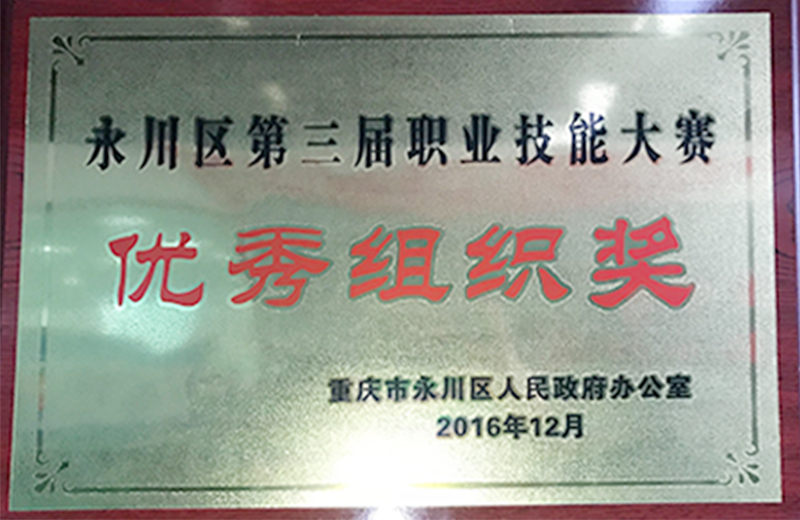 永川区第三届职业技能大赛
优秀组织奖
重庆市永川区人民政府办公室
2016年12月